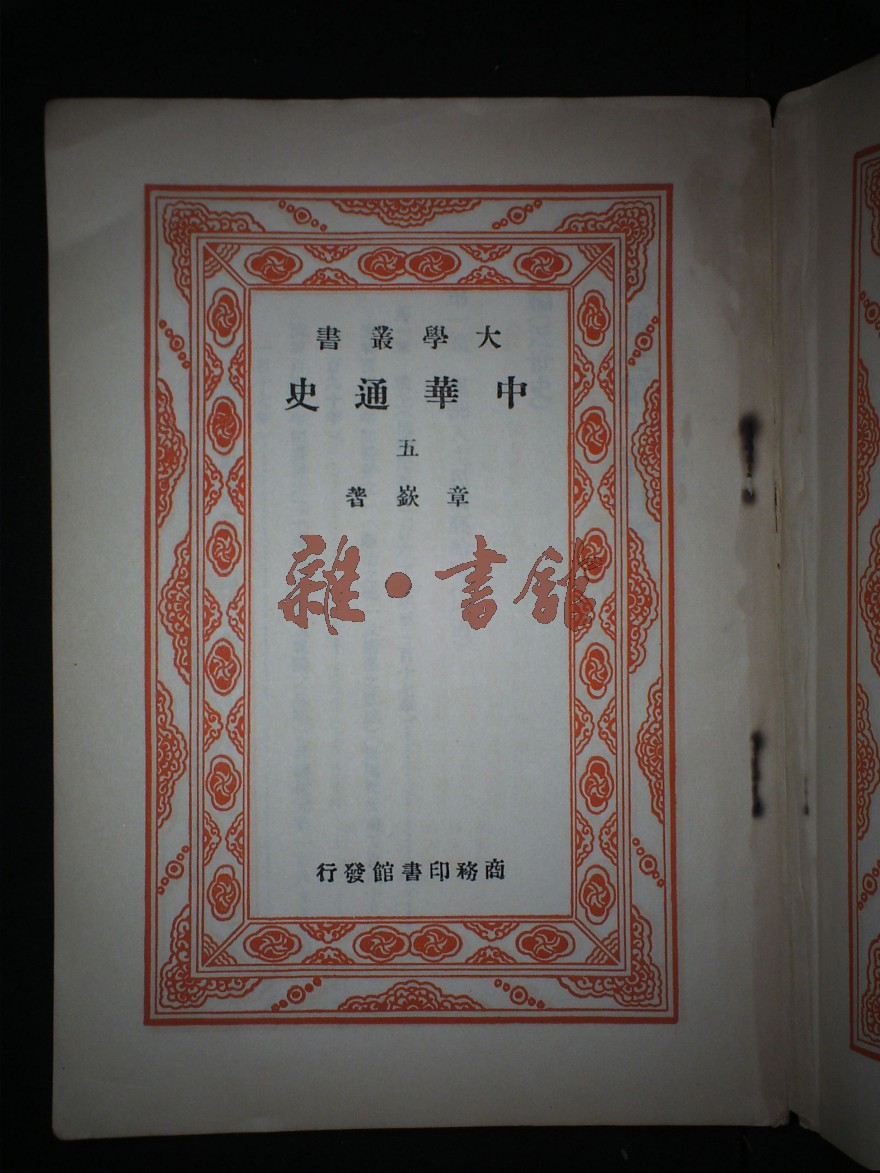 大學叢書
中華通史
五
章嶔著
雜·書館
商務印書館發行